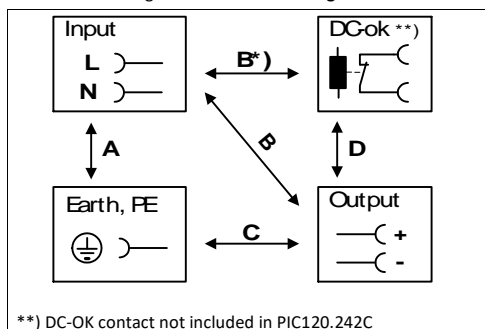 Input
DC-ok **)
L
N
B*)
A
B
D
Earth, PE
Output
C
+
-
**) DC-OK contact not included in PIC120.242C